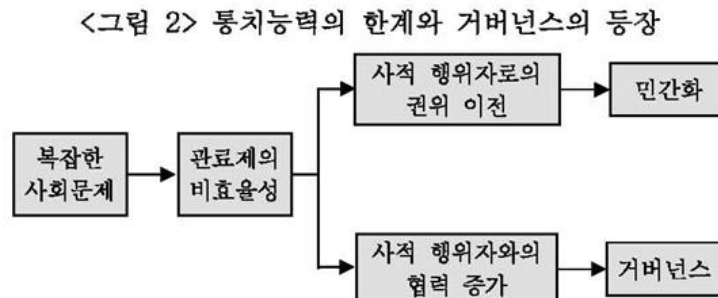 <그림 2> 통치능력의 한계와 거버넌스의 등장
복잡한
사회문제
관료제의
비효율성
사적 행위자로의
권위 이전
민간화
사적 행위자와의
협력 증가
거버넌스